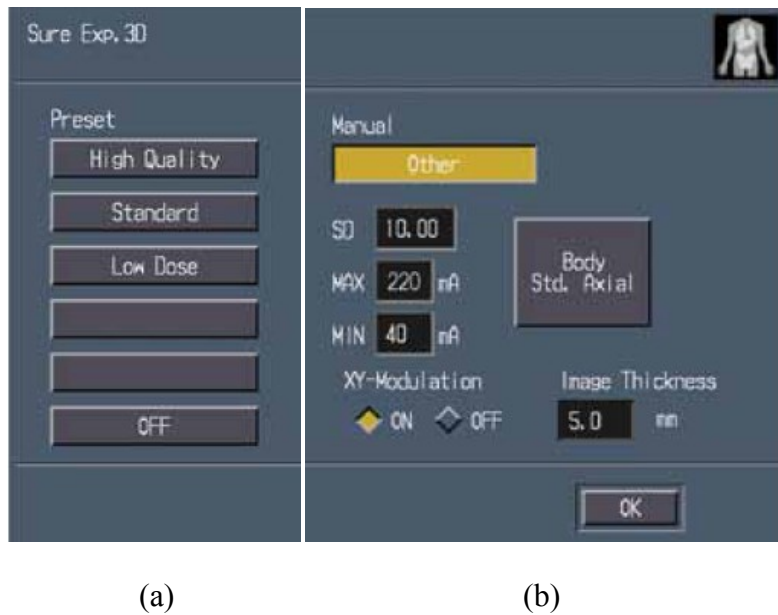 Sure Exp.3D
Preset
High Quality
Standard
Low Dose
OFF
Manual
Other
SD 10.00
MAX 220 mA
MIN 40 mA
Body
Std. Axial
XY-Modulation
ON OFF
Image Thickness
5.0 mm
OK
(a)
(b)